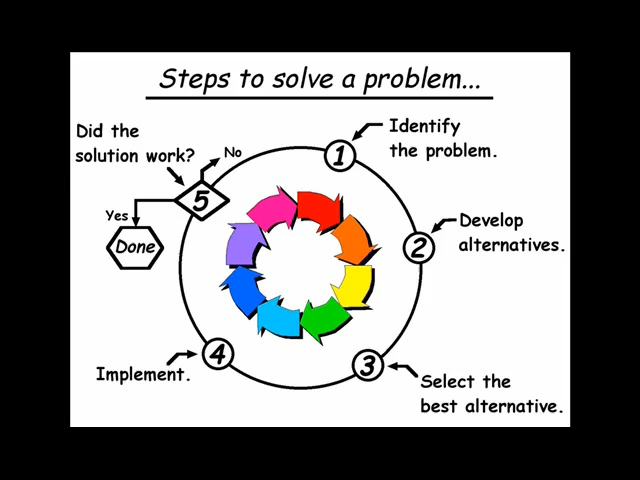 Steps to solve a problem...
Did the
solution work?
No
1
Identify
the problem.
5
Yes
Done
2
Develop
alternatives.
4
Implement.
3
Select the
best alternative.